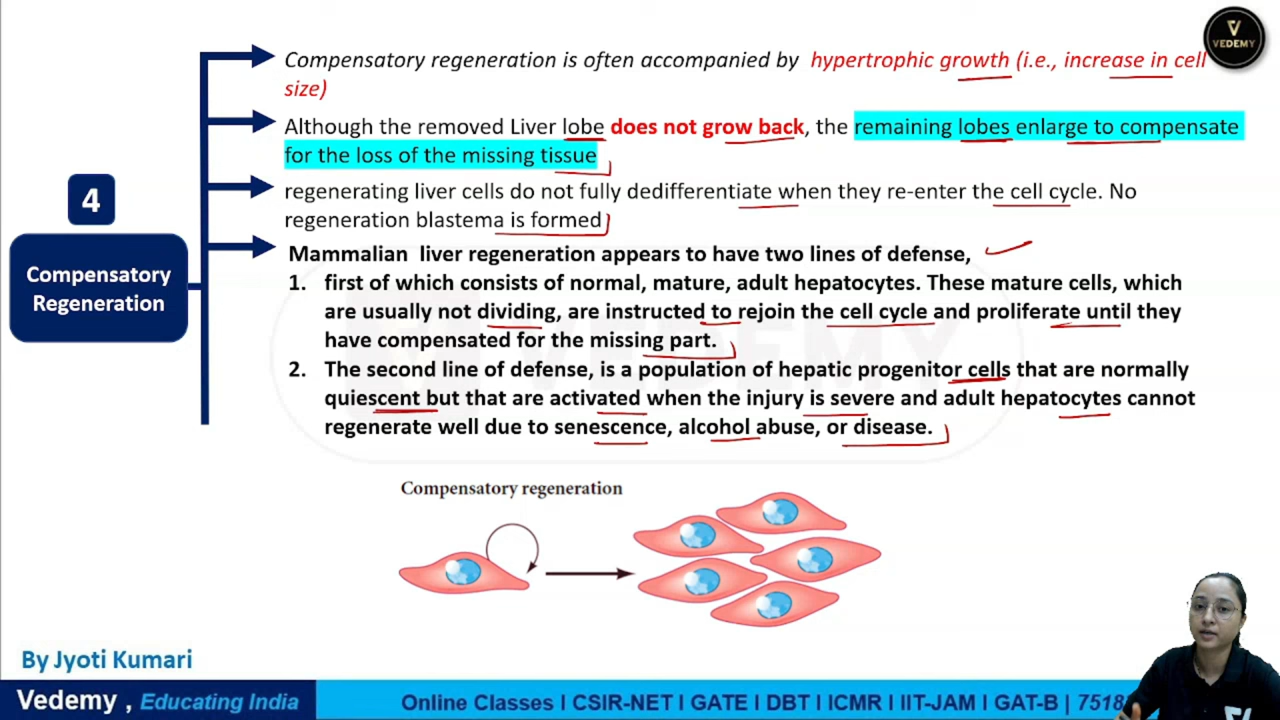 VEDEMY
Compensatory regeneration is often accompanied by hypertrophic growth (i.e., increase in cell
size)
Although the removed Liver lobe does not grow back, the remaining lobes enlarge to compensate
for the loss of the missing tissue
regenerating liver cells do not fully dedifferentiate when they re-enter the cell cycle. No
regeneration blastema is formed
4
Compensatory
Regeneration
Mammalian liver regeneration appears to have two lines of defense,
1. first of which consists of normal, mature, adult hepatocytes. These mature cells, which
are usually not dividing, are instructed to rejoin the cell cycle and proliferate until they
have compensated for the missing part.
2. The second line of defense, is a population of hepatic progenitor cells that are normally
quiescent but that are activated when the injury is severe and adult hepatocytes cannot
regenerate well due to senescence, alcohol abuse, or disease.
VEDEMY
Compensatory regeneration
By Jyoti Kumari
Vedemy , Educating India
Online Classes I CSIR-NET I GATE I DBT I ICMR I IIT-JAM I GAT-B I 7518